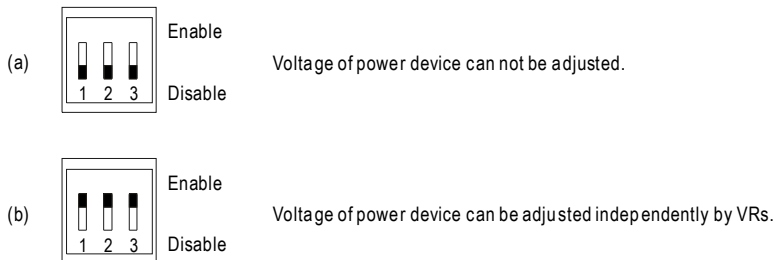 Enable
(a) Voltage of power device can not be adjusted.
1 2 3 Disable
Enable
(b) Voltage of power device can be adjusted independently by VRs.
1 2 3 Disable